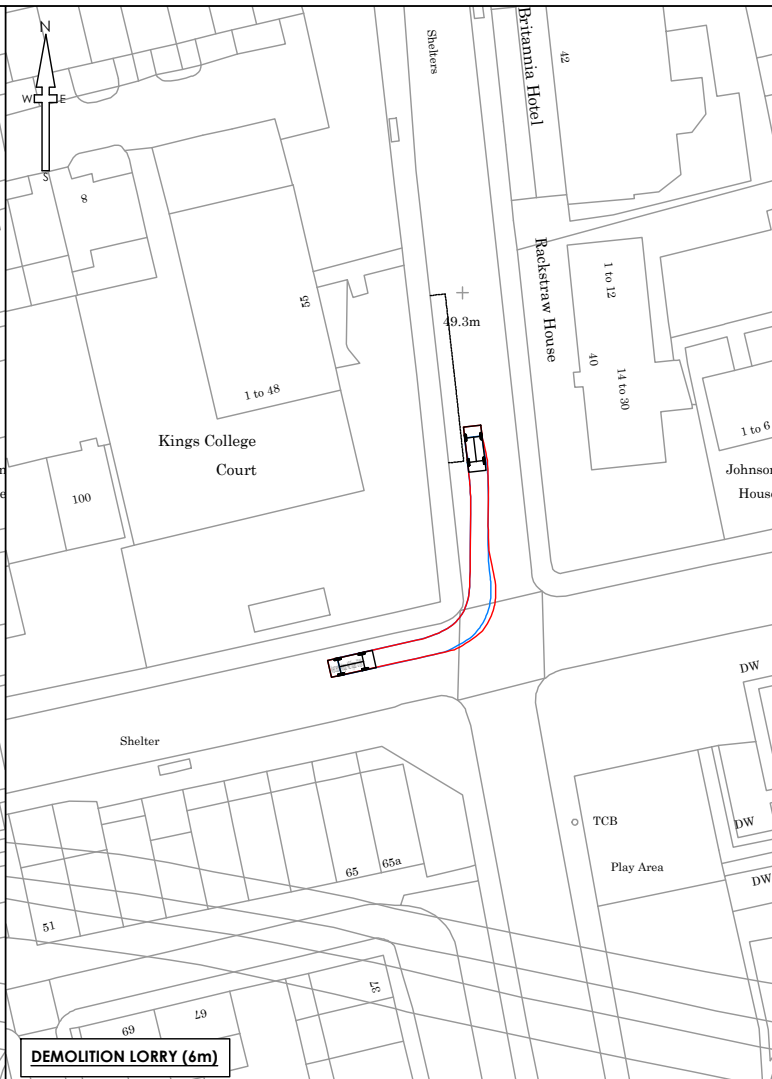 N
W E
S
Shelters
Britannia Hotel
42
8
55
49.3m
Rackstraw House
1 to 12
40
14 to 30
1 to 48
Kings College
Court
1 to 6
100
Johnson
House
DW
Shelter
TCB
DW
Play Area
65
65a
DW
51
37
67
69
DEMOLITION LORRY (6m)